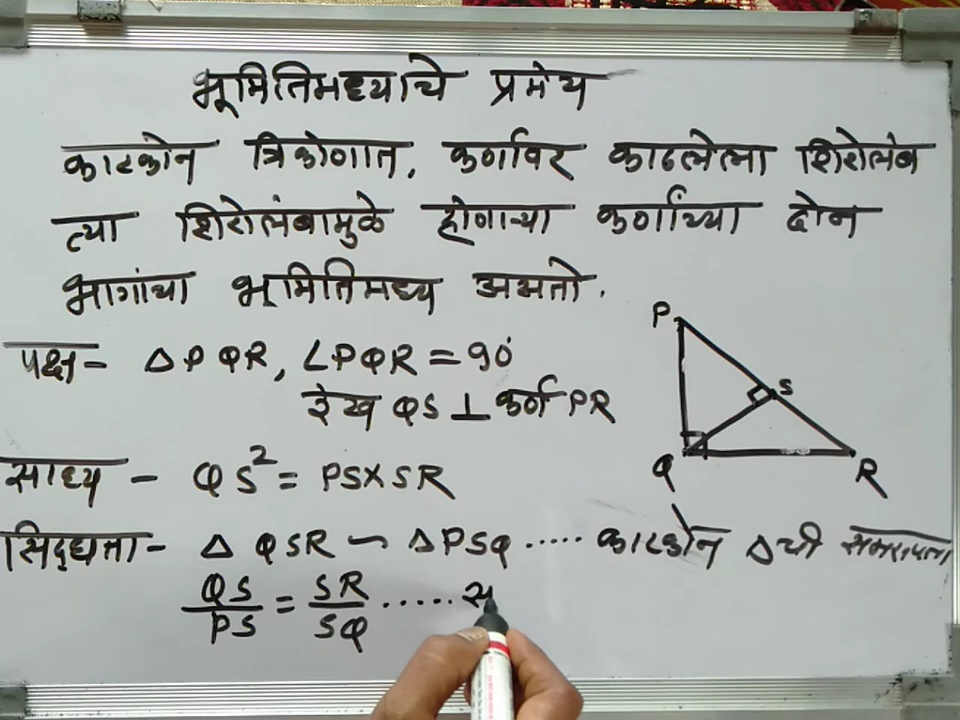 भूमितिमध्याचे प्रमेय
काटकोन त्रिकोणात, कर्णावर काढलेला शिरोलंब
त्या शिरोलंबामुळे होणाऱ्या कर्णाच्या दोन
भागांचा भूमितिमध्य असतो.
पक्ष - △PQR, ∠PQR = 90°
रेख QS ⊥ कर्ण PR
साध्य - QS² = PS×SR
सिद्धता - △QSR ~ △PSQ ..... काटकोन △ची समरूपता
QS/PS = SR/SQ ..... स
P
S
Q
R